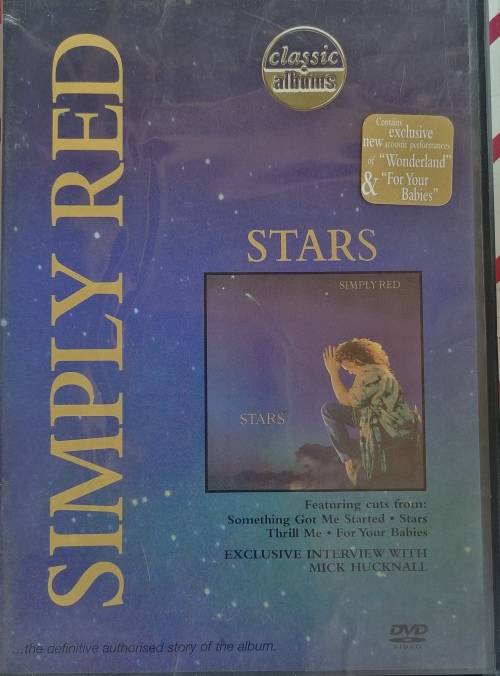 SIMPLY RED
classic
albums
Contains
exclusive
new acoustic performances
of "Wonderland"
& "For Your
Babies"
STARS
SIMPLY RED
STARS
Featuring cuts from:
Something Got Me Started • Stars
Thrill Me • For Your Babies
EXCLUSIVE INTERVIEW WITH
MICK HUCKNALL
...the definitive authorised story of the album.
DVD
VIDEO